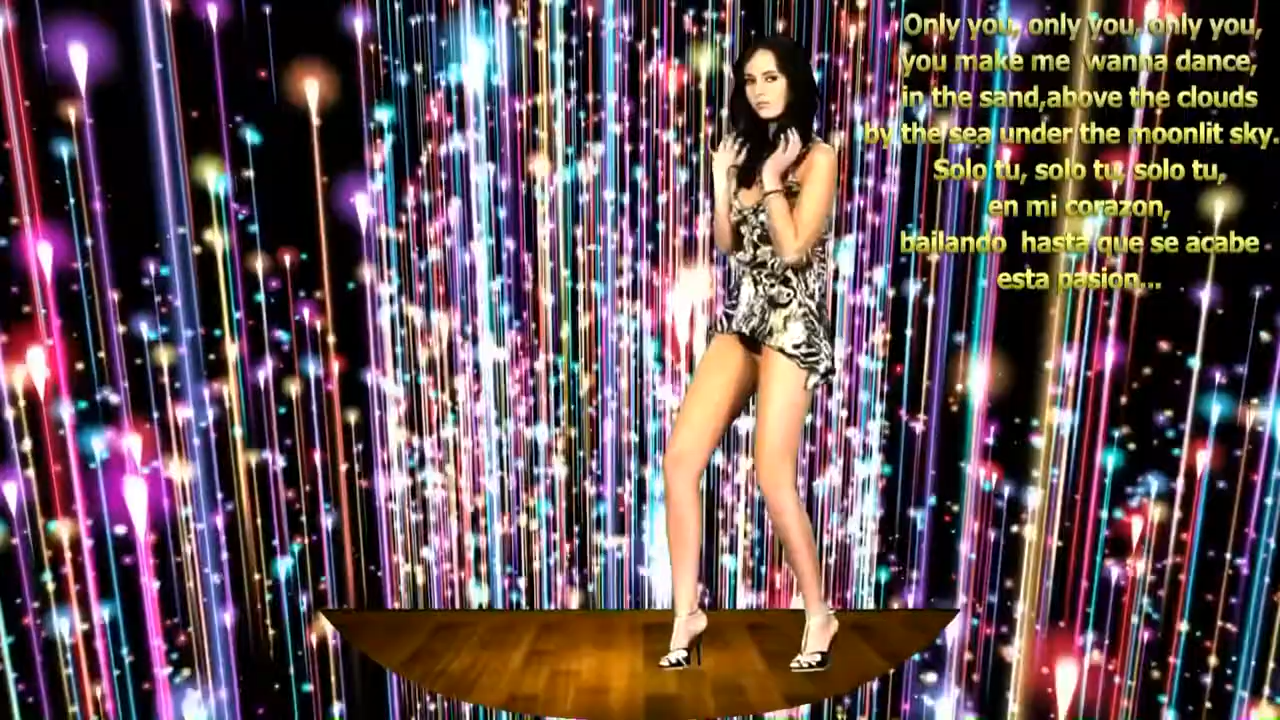 Only you, only you, only you,
you make me wanna dance,
in the sand,above the clouds
by the sea under the moonlit sky.
Solo tu, solo tu, solo tu,
en mi corazon,
bailando hasta que se acabe
esta pasion...